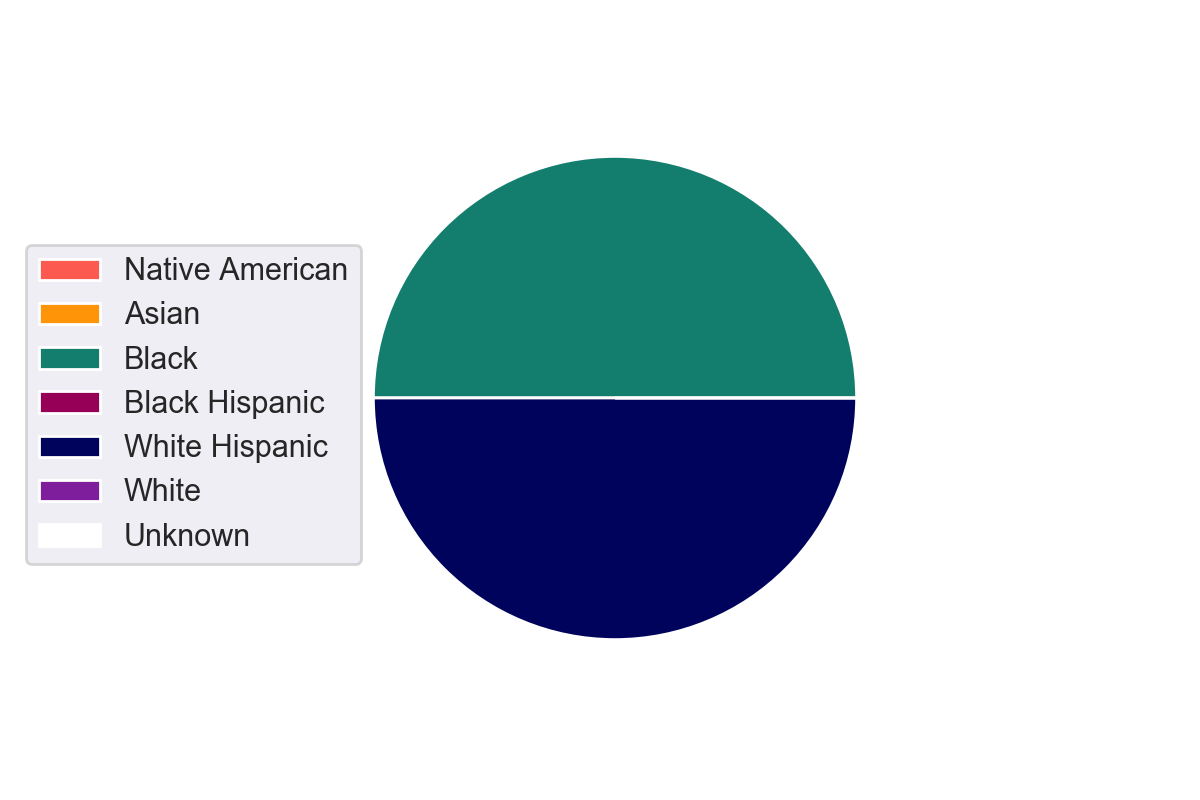 Native American
Asian
Black
Black Hispanic
White Hispanic
White
Unknown